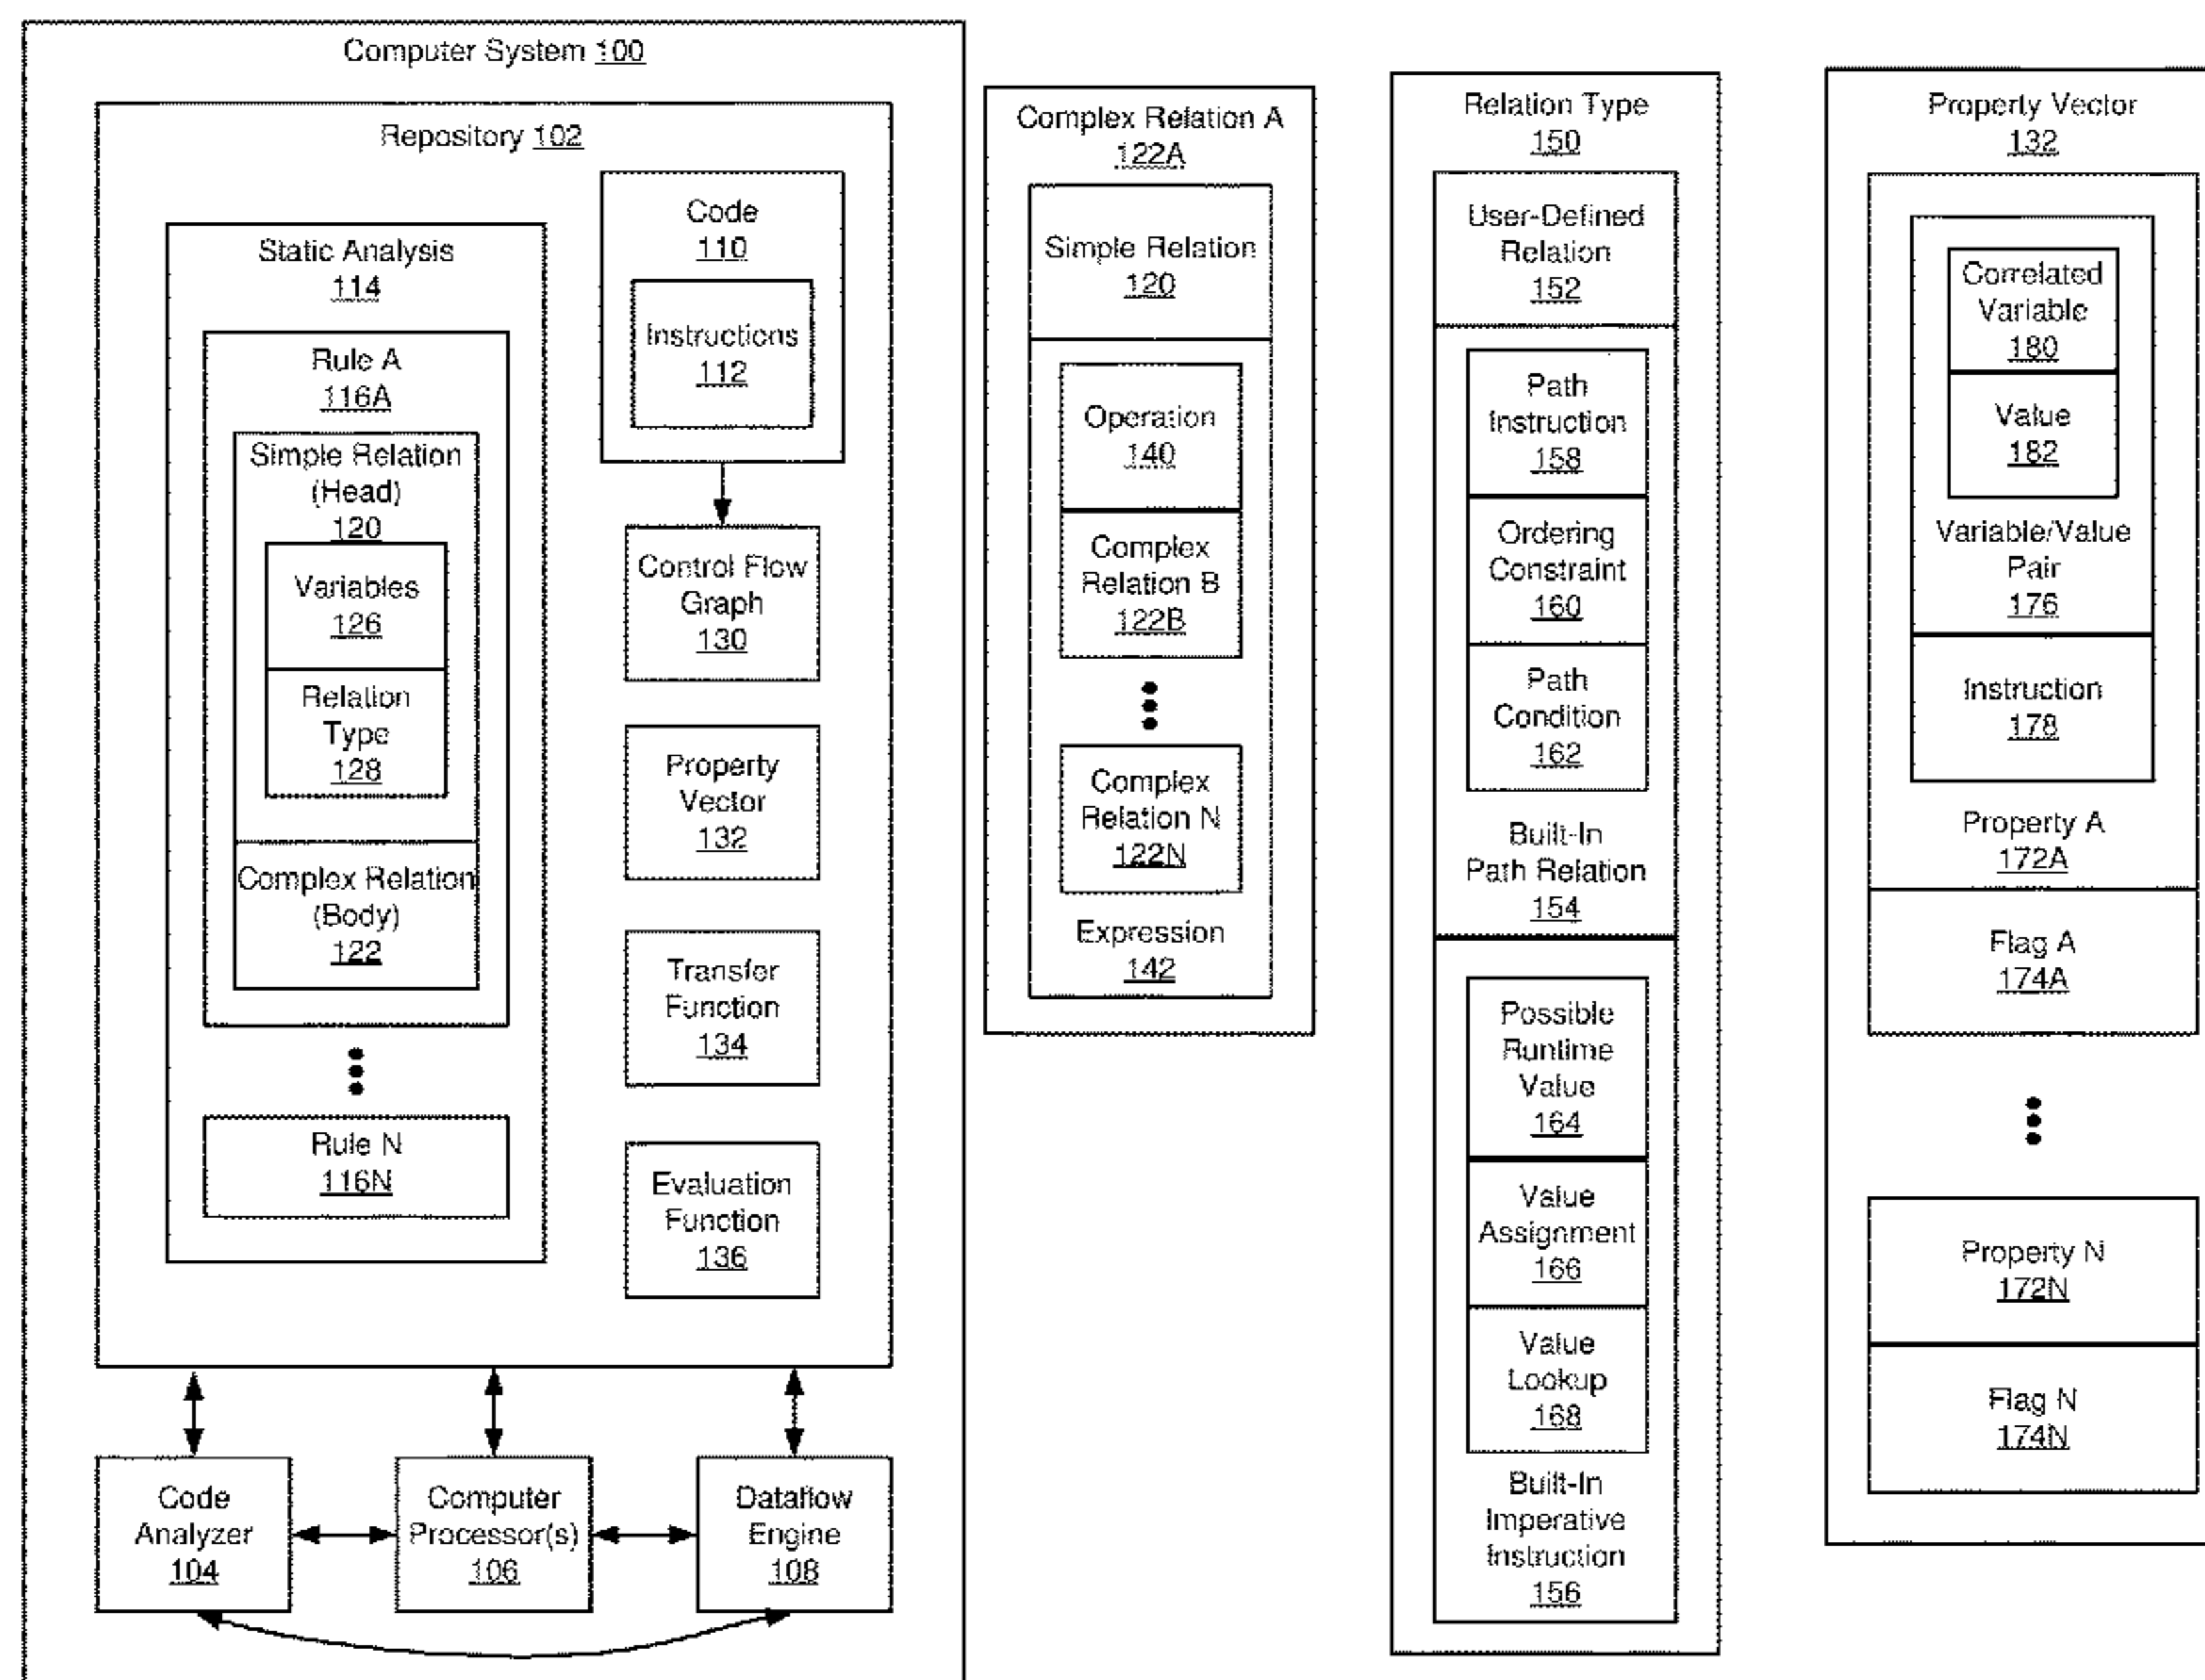 Computer System 100
Repository 102
Static Analysis
114
Rule A
116A
Simple Relation
(Head)
120
Variables
126
Relation
Type
128
Complex Relation
(Body)
122
Rule N
116N
Code
110
Instructions
112
Control Flow
Graph
130
Property
Vector
132
Transfer
Function
134
Evaluation
Function
136
Code
Analyzer
104
Computer
Processor(s)
106
Dataflow
Engine
108
Complex Relation A
122A
Simple Relation
120
Operation
140
Complex
Relation B
122B
Complex
Relation N
122N
Expression
142
Relation Type
150
User-Defined
Relation
152
Path
Instruction
158
Ordering
Constraint
160
Path
Condition
162
Built-In
Path Relation
154
Possible
Runtime
Value
164
Value
Assignment
166
Value
Lookup
168
Built-In
Imperative
Instruction
156
Property Vector
132
Correlated
Variable
180
Value
182
Variable/Value
Pair
176
Instruction
178
Property A
172A
Flag A
174A
Property N
172N
Flag N
174N